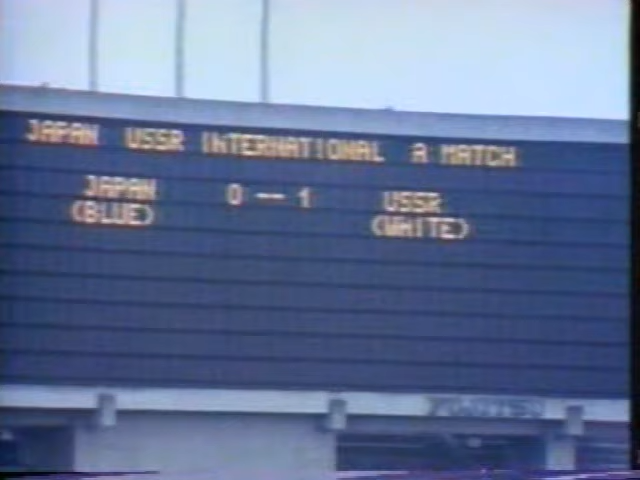 JAPAN USSR INTERNATIONAL A MATCH
JAPAN 0 -- 1 USSR
(BLUE) (WHITE)